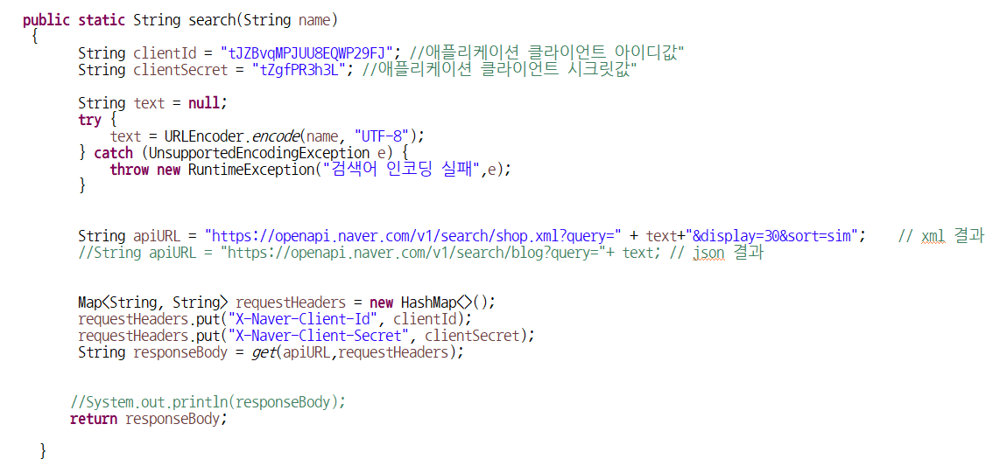 public static String search(String name)
{
String clientId = "tJZBvqMPJUU8EQWP29FJ"; //애플리케이션 클라이언트 아이디값"
String clientSecret = "tZgfPR3h3L"; //애플리케이션 클라이언트 시크릿값"
String text = null;
try {
text = URLEncoder.encode(name, "UTF-8");
} catch (UnsupportedEncodingException e) {
throw new RuntimeException("검색어 인코딩 실패",e);
}
String apiURL = "https://openapi.naver.com/v1/search/shop.xml?query=" + text+"&display=30&sort=sim"; // xml 결과
//String apiURL = "https://openapi.naver.com/v1/search/blog?query="+ text; // json 결과
Map<String, String> requestHeaders = new HashMap<>();
requestHeaders.put("X-Naver-Client-Id", clientId);
requestHeaders.put("X-Naver-Client-Secret", clientSecret);
String responseBody = get(apiURL,requestHeaders);
//System.out.println(responseBody);
return responseBody;
}